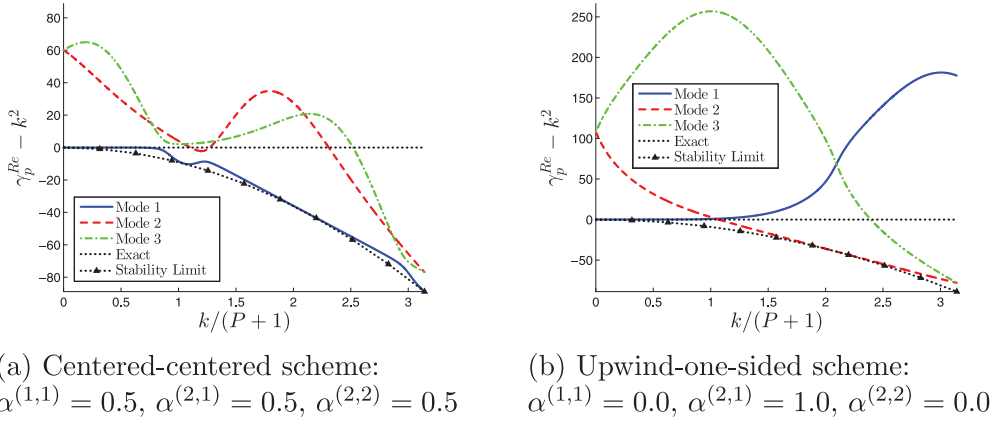 80
60
40
20
0
−20
−40
−60
−80
γ_p^{Re} − k^2
Mode 1
Mode 2
Mode 3
Exact
Stability Limit
0 0.5 1 1.5 2 2.5 3
k/(P + 1)
250
200
150
100
50
0
−50
γ_p^{Re} − k^2
Mode 1
Mode 2
Mode 3
Exact
Stability Limit
0 0.5 1 1.5 2 2.5 3
k/(P + 1)
a) Centered-centered scheme:
α^{(1,1)} = 0.5, α^{(2,1)} = 0.5, α^{(2,2)} = 0.5
(b) Upwind-one-sided scheme:
α^{(1,1)} = 0.0, α^{(2,1)} = 1.0, α^{(2,2)} = 0.0